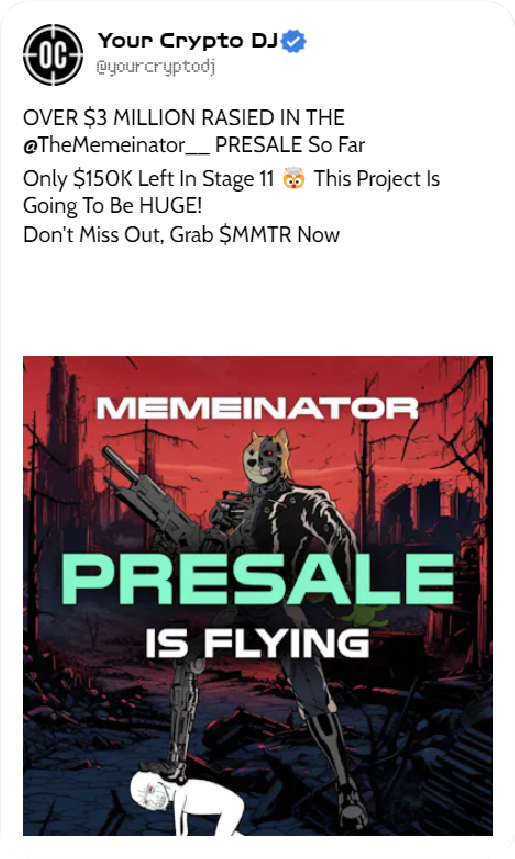 OC
Your Crypto DJ
@yourcryptodj
OVER $3 MILLION RASIED IN THE
@TheMemeinator__ PRESALE So Far
Only $150K Left In Stage 11 🤯 This Project Is
Going To Be HUGE!
Don't Miss Out, Grab $MMTR Now
MEMEINATOR
PRESALE
IS FLYING